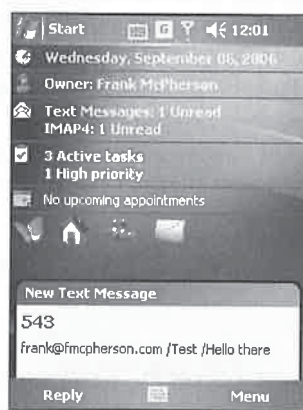 Start G 12:01
Wednesday, September 06, 2006
Owner: Frank McPherson
Text Messages: 1 Unread
IMAP4: 1 Unread
3 Active tasks
1 High priority
No upcoming appointments
New Text Message
543
frank@fmcpherson.com /Test /Hello there
Reply Menu